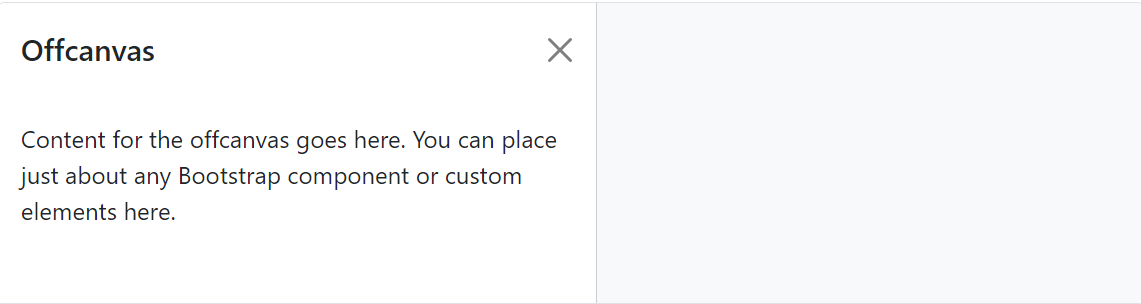 Offcanvas
Content for the offcanvas goes here. You can place
just about any Bootstrap component or custom
elements here.